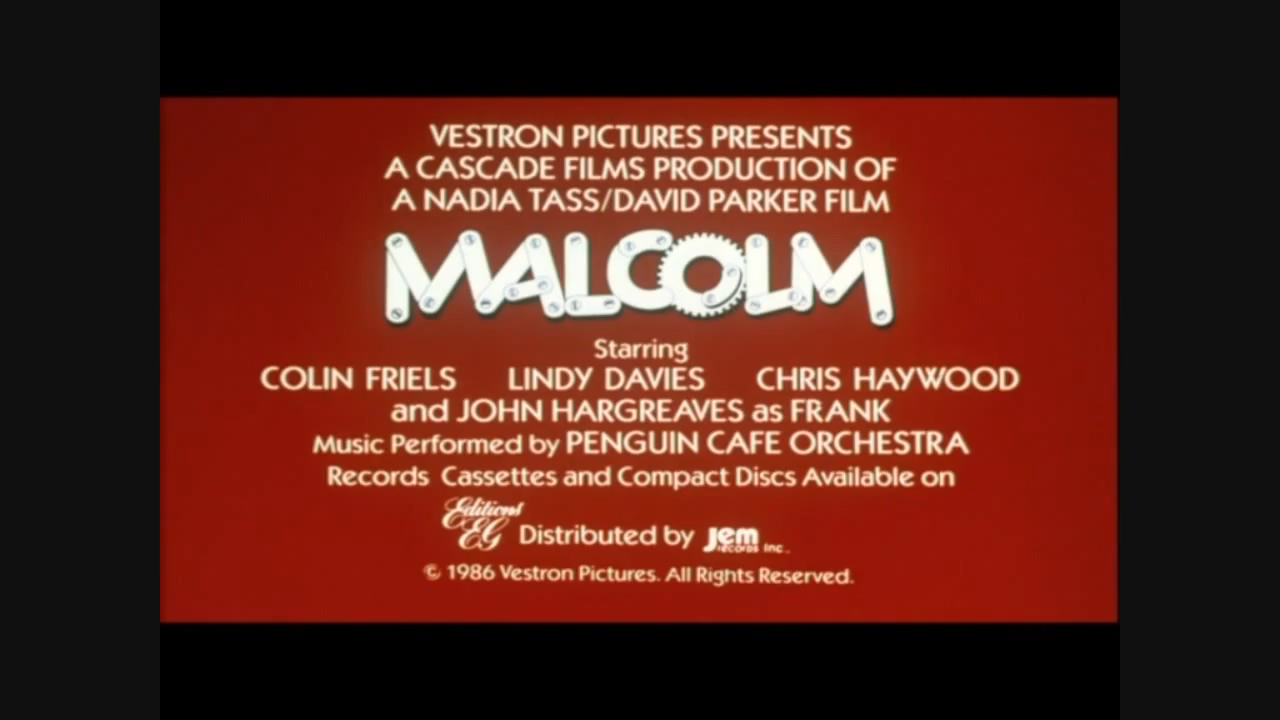 VESTRON PICTURES PRESENTS
A CASCADE FILMS PRODUCTION OF
A NADIA TASS/DAVID PARKER FILM
MALCOLM
Starring
COLIN FRIELS LINDY DAVIES CHRIS HAYWOOD
and JOHN HARGREAVES as FRANK
Music Performed by PENGUIN CAFE ORCHESTRA
Records Cassettes and Compact Discs Available on
Editions EG Distributed by Jem records Inc.
© 1986 Vestron Pictures. All Rights Reserved.